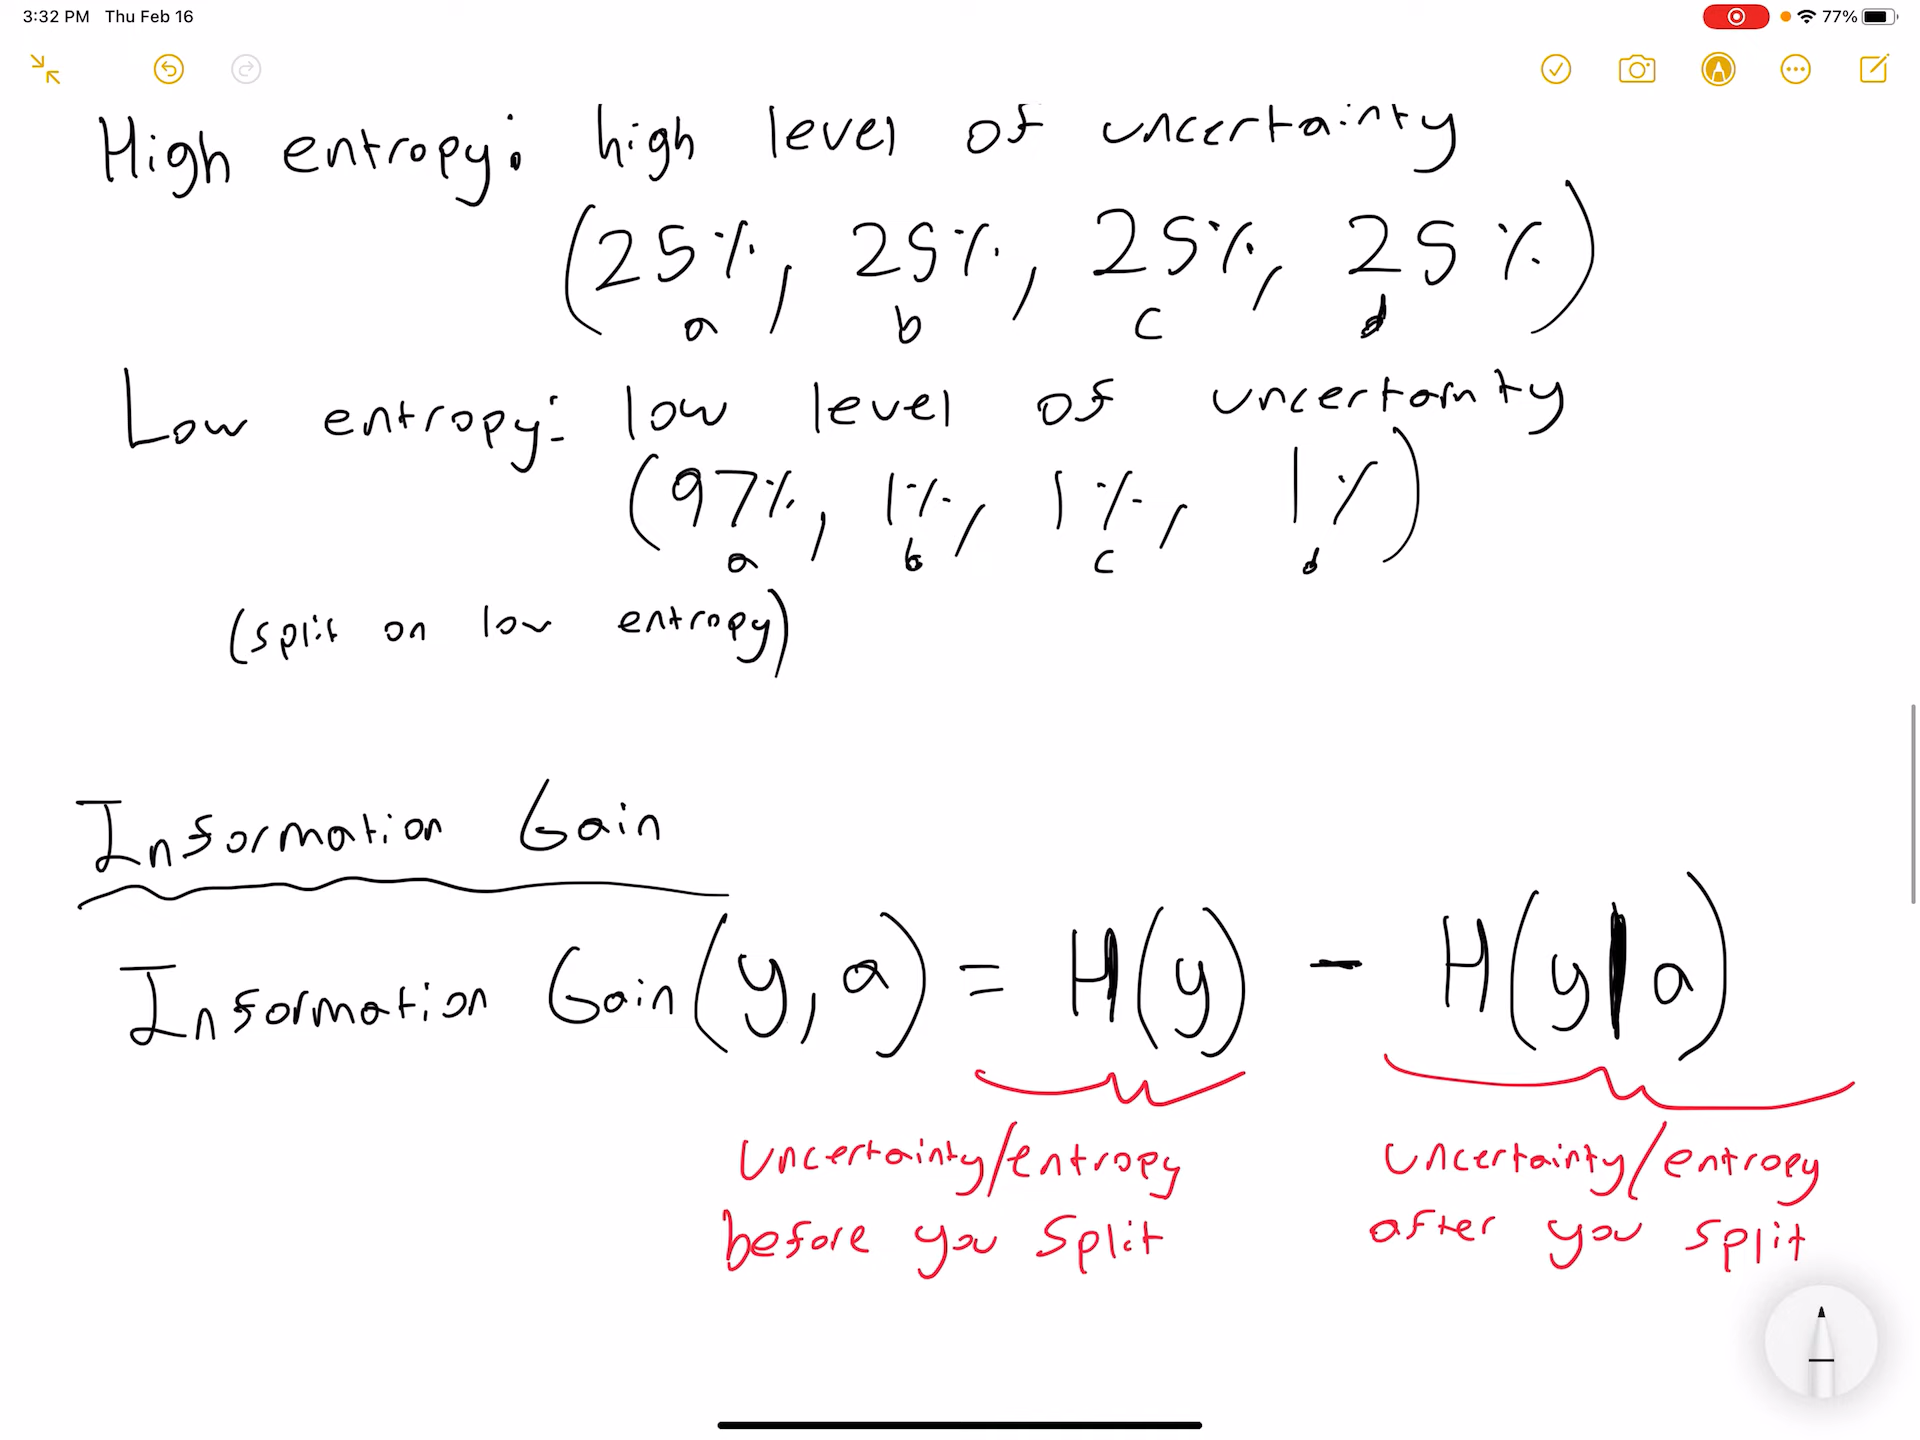 3:32 PM Thu Feb 16 77%
High entropy: high level of uncertainty
(25%, 25%, 25%, 25%)
a b c d
Low entropy: low level of uncertainty
(97%, 1%, 1%, 1%)
a b c d
(split on low entropy)
Information Gain
Information Gain(y, a) = H(y) - H(y|a)
uncertainty/entropy uncertainty/entropy
before you split after you split